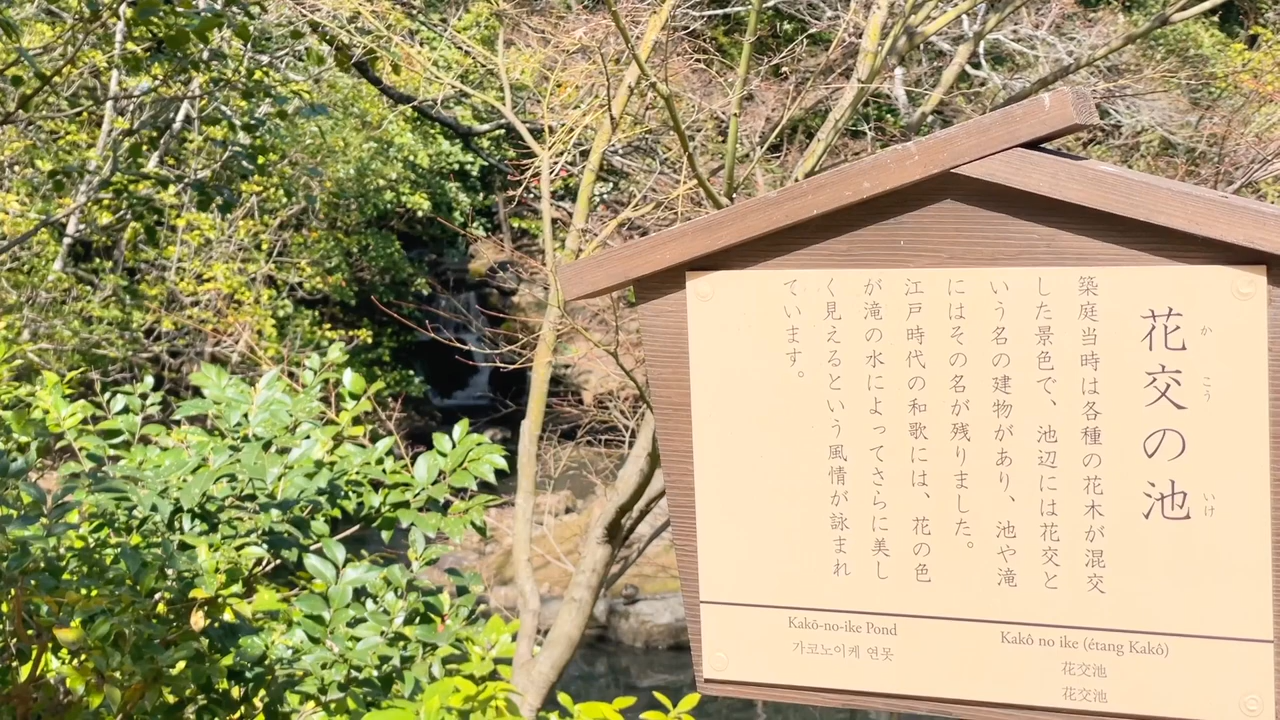 花交の池
か
こう
いけ
築庭当時は各種の花木が混交
した景色で、池辺には花交と
いう名の建物があり、池や滝
にはその名が残りました。
江戸時代の和歌には、花の色
が滝の水によってさらに美し
く見えるという風情が詠まれ
ています。
Kakō-no-ike Pond
가코노이케 연못
Kakô no ike (étang Kakô)
花交池
花交池